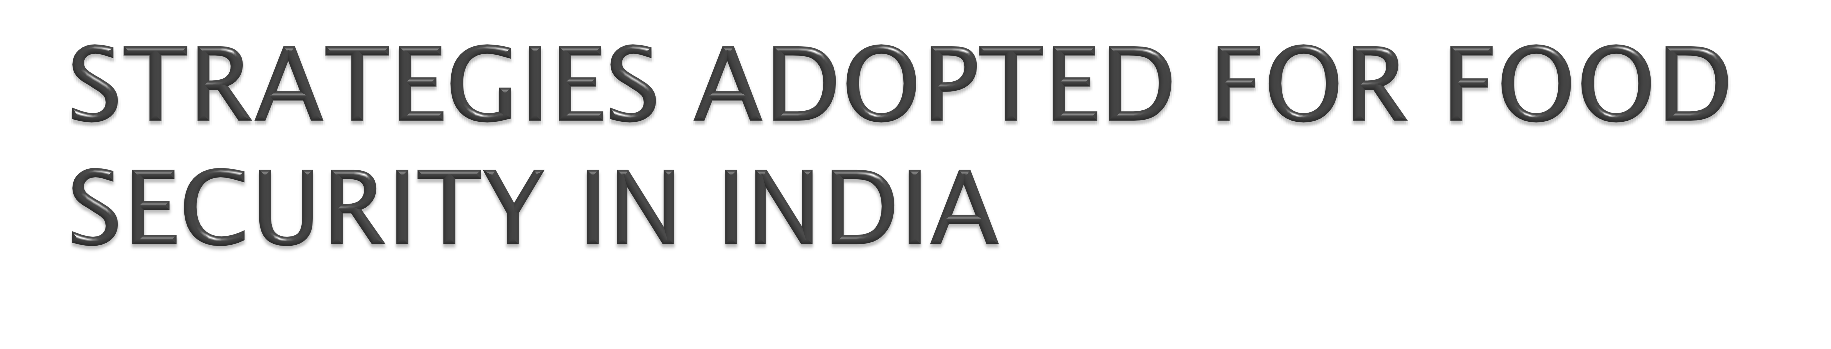 STRATEGIES ADOPTED FOR FOOD
SECURITY IN INDIA